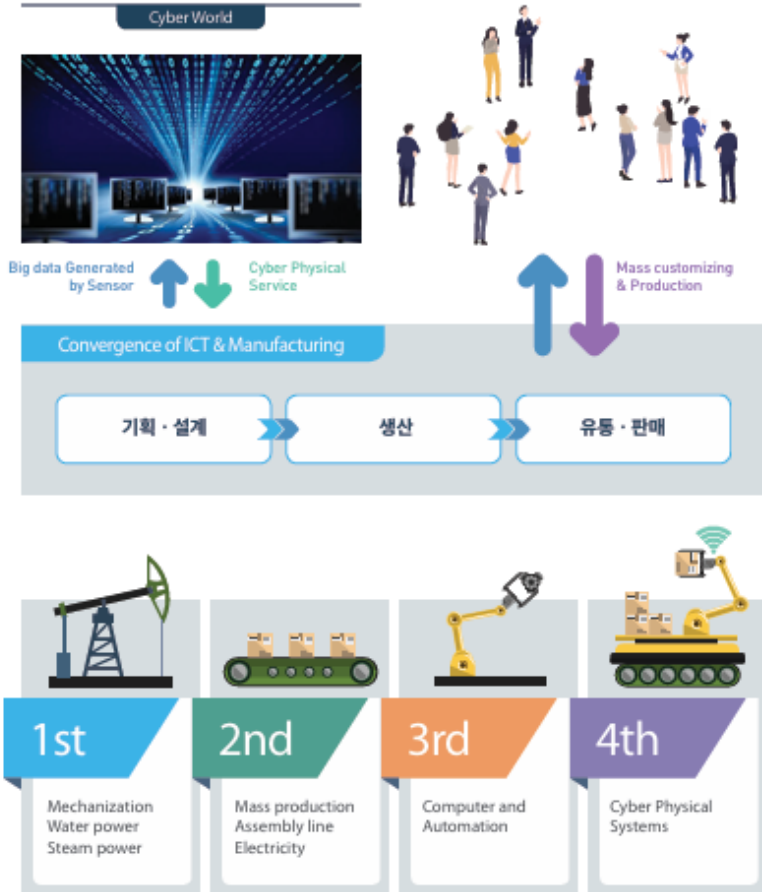 Cyber World
Big data Generated
by Sensor
Cyber Physical
Service
Mass customizing
& Production
Convergence of ICT & Manufacturing
기획 · 설계
생산
유통 · 판매
1st
Mechanization
Water power
Steam power
2nd
Mass production
Assembly line
Electricity
3rd
Computer and
Automation
4th
Cyber Physical
Systems